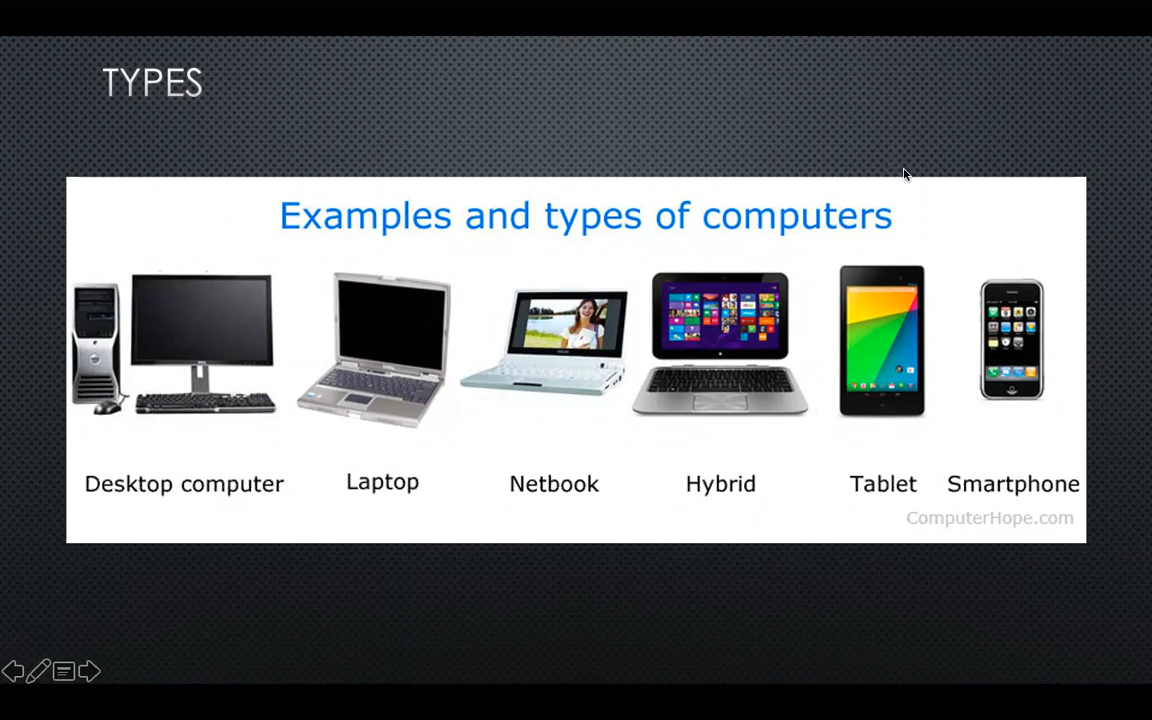 TYPES
Examples and types of computers
Desktop computer Laptop Netbook Hybrid Tablet Smartphone
ComputerHope.com